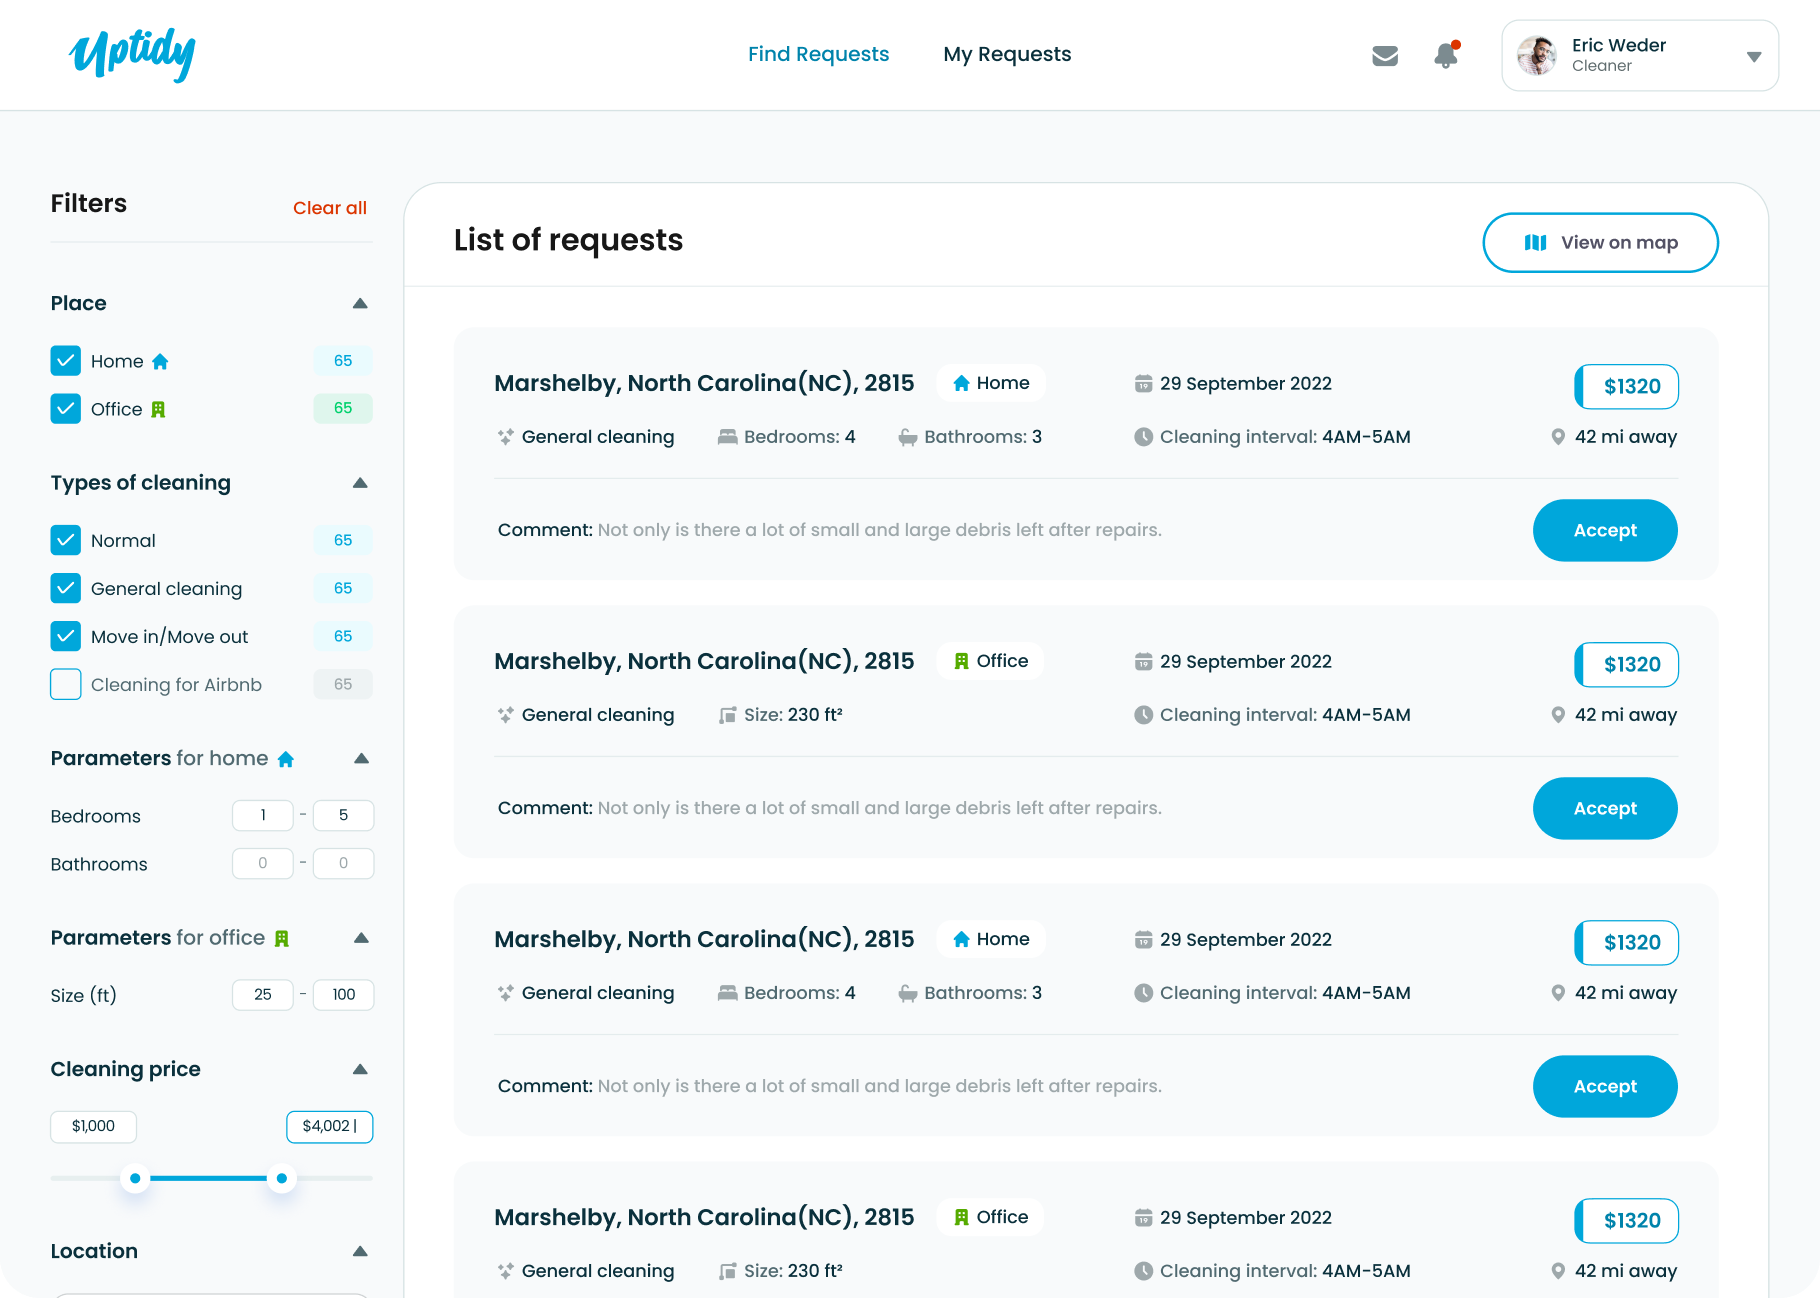 Uptidy
Find Requests
My Requests
Eric Weder
Cleaner
Filters
Clear all
Place
Home
65
Office
65
Types of cleaning
Normal
65
General cleaning
65
Move in/Move out
65
Cleaning for Airbnb
65
Parameters for home
Bedrooms
1 - 5
Bathrooms
0 - 0
Parameters for office
Size (ft)
25 - 100
Cleaning price
$1,000
$4,002 |
Location
List of requests
View on map
Marshelby, North Carolina(NC), 2815
Home
19
29 September 2022
$1320
General cleaning
Bedrooms: 4
Bathrooms: 3
Cleaning interval: 4AM-5AM
42 mi away
Comment: Not only is there a lot of small and large debris left after repairs.
Accept
Marshelby, North Carolina(NC), 2815
Office
19
29 September 2022
$1320
General cleaning
Size: 230 ft²
Cleaning interval: 4AM-5AM
42 mi away
Comment: Not only is there a lot of small and large debris left after repairs.
Accept
Marshelby, North Carolina(NC), 2815
Home
19
29 September 2022
$1320
General cleaning
Bedrooms: 4
Bathrooms: 3
Cleaning interval: 4AM-5AM
42 mi away
Comment: Not only is there a lot of small and large debris left after repairs.
Accept
Marshelby, North Carolina(NC), 2815
Office
19
29 September 2022
$1320
General cleaning
Size: 230 ft²
Cleaning interval: 4AM-5AM
42 mi away